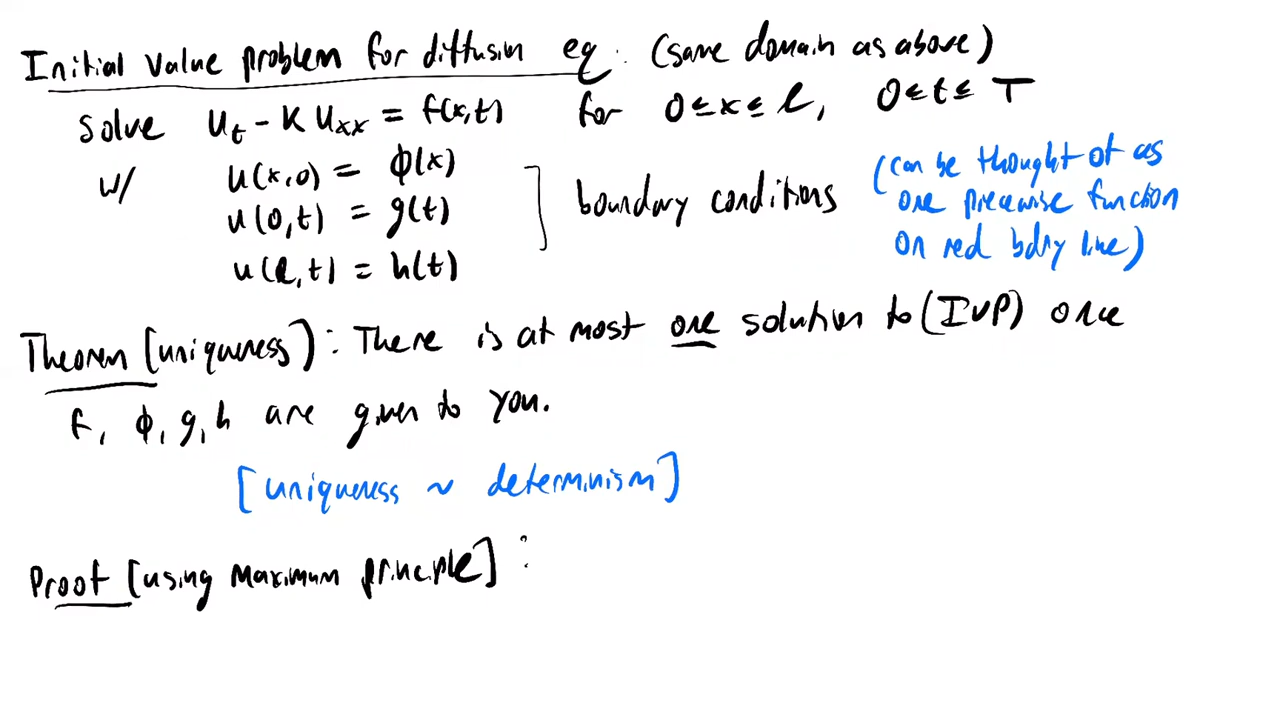 Initial value problem for diffusin eq. (same domain as above)
solve u_t - k u_xx = f(x,t) for 0 ≤ x ≤ l, 0 ≤ t ≤ T
w/ u(x,0) = ϕ(x)
u(0,t) = g(t) ] boundary conditions
u(l,t) = h(t)
(can be thought of as
one piecewise function
on red bdry line)
Theorem [uniqueness]: There is at most one solution to (IVP) once
f, ϕ, g, h are given to you.
[uniqueness ~ determinism]
Proof [using Maximum principle]: